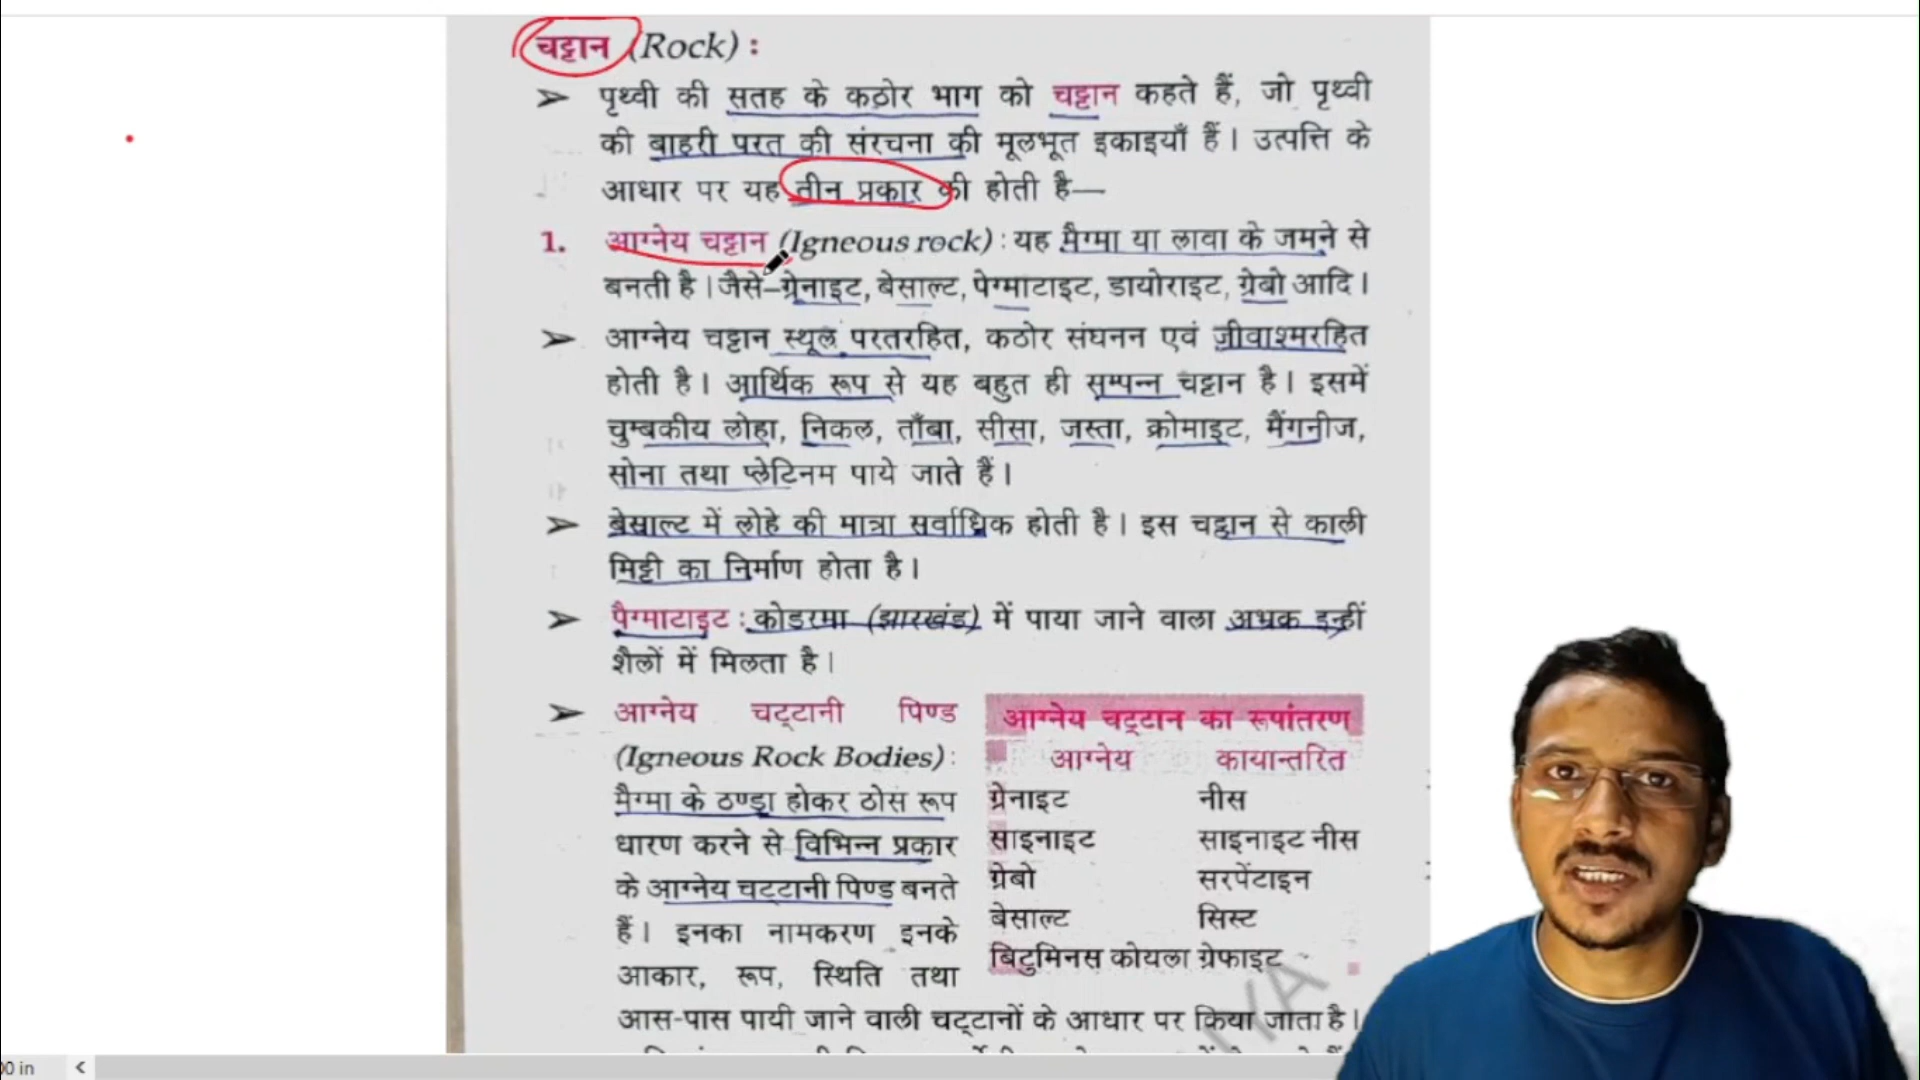 चट्टान (Rock) :
➢ पृथ्वी की सतह के कठोर भाग को चट्टान कहते हैं, जो पृथ्वी
की बाहरी परत की संरचना की मूलभूत इकाइयाँ हैं। उत्पत्ति के
आधार पर यह तीन प्रकार की होती है—
1. आग्नेय चट्टान (Igneous rock) : यह मैग्मा या लावा के जमने से
बनती है। जैसे–ग्रेनाइट, बेसाल्ट, पेग्माटाइट, डायोराइट, ग्रेबो आदि।
➢ आग्नेय चट्टान स्थूल परतरहित, कठोर संघनन एवं जीवाश्मरहित
होती है। आर्थिक रूप से यह बहुत ही सम्पन्न चट्टान है। इसमें
चुम्बकीय लोहा, निकल, ताँबा, सीसा, जस्ता, क्रोमाइट, मैंगनीज,
सोना तथा प्लेटिनम पाये जाते हैं।
➢ बेसाल्ट में लोहे की मात्रा सर्वाधिक होती है। इस चट्टान से काली
मिट्टी का निर्माण होता है।
➢ पैग्माटाइट : कोडरमा (झारखंड) में पाया जाने वाला अभ्रक इन्हीं
शैलों में मिलता है।
➢ आग्नेय चट्टानी पिण्ड
(Igneous Rock Bodies) :
मैग्मा के ठण्डा होकर ठोस रूप
धारण करने से विभिन्न प्रकार
के आग्नेय चट्टानी पिण्ड बनते
हैं। इनका नामकरण इनके
आकार, रूप, स्थिति तथा
आस-पास पायी जाने वाली चट्टानों के आधार पर किया जाता है।
आग्नेय चट्टान का रूपांतरण
आग्नेय कायान्तरित
ग्रेनाइट नीस
साइनाइट साइनाइट नीस
ग्रेबो सरपेंटाइन
बेसाल्ट सिस्ट
बिटुमिनस कोयला ग्रेफाइट
YA
00 in